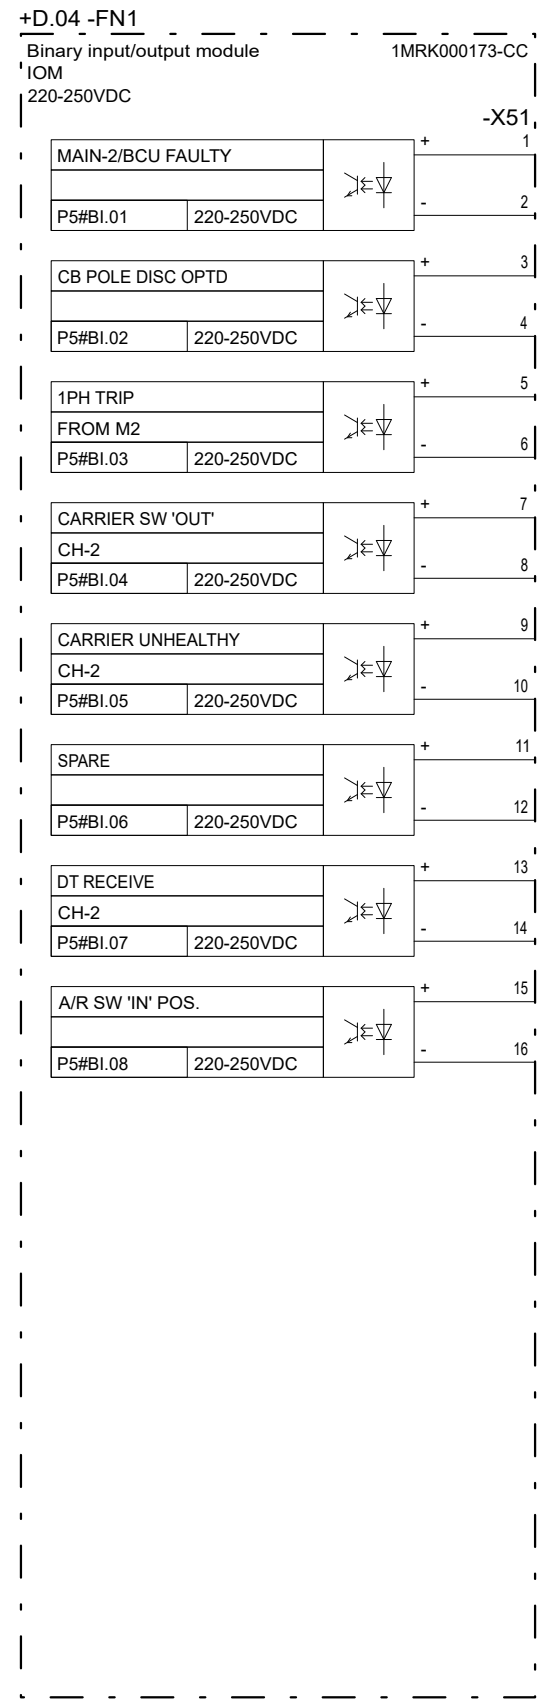 +D.04 -FN1
Binary input/output module 1MRK000173-CC
IOM
220-250VDC
-X51
MAIN-2/BCU FAULTY + 1
P5#BI.01 220-250VDC - 2
CB POLE DISC OPTD + 3
P5#BI.02 220-250VDC - 4
1PH TRIP + 5
FROM M2
P5#BI.03 220-250VDC - 6
CARRIER SW 'OUT' + 7
CH-2
P5#BI.04 220-250VDC - 8
CARRIER UNHEALTHY + 9
CH-2
P5#BI.05 220-250VDC - 10
SPARE + 11
P5#BI.06 220-250VDC - 12
DT RECEIVE + 13
CH-2
P5#BI.07 220-250VDC - 14
A/R SW 'IN' POS. + 15
P5#BI.08 220-250VDC - 16